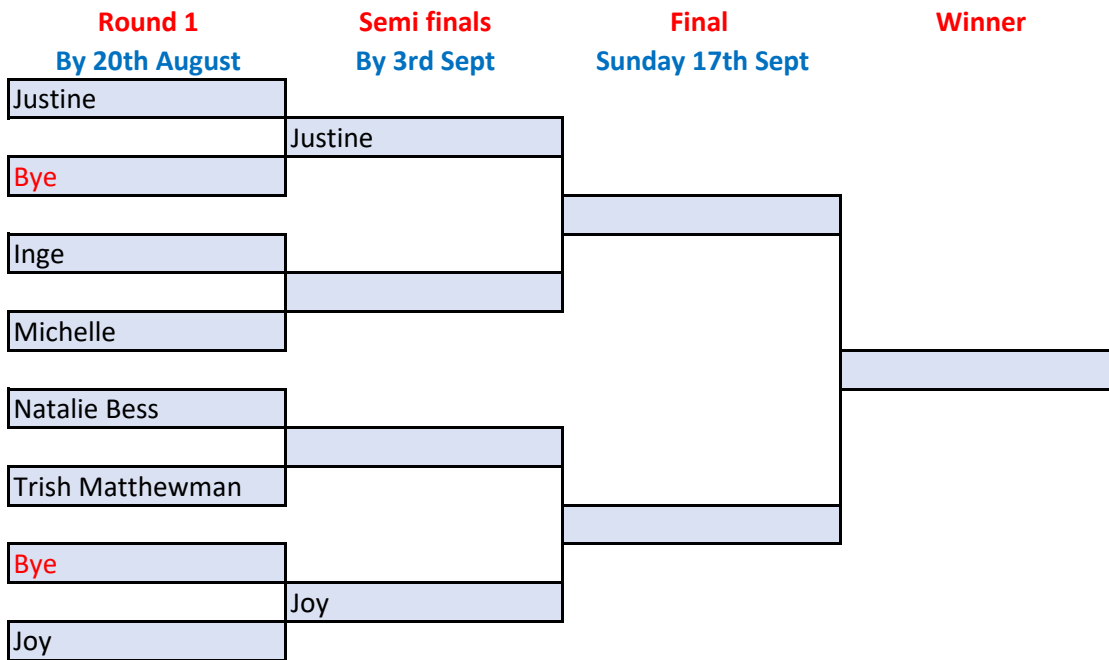 Round 1 Semi finals Final Winner
By 20th August By 3rd Sept Sunday 17th Sept
Justine
Justine
Bye
Inge
Michelle
Natalie Bess
Trish Matthewman
Bye
Joy
Joy